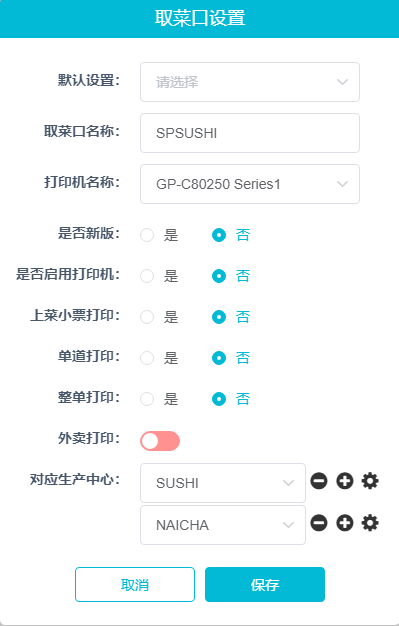 取菜口设置
默认设置： 请选择
取菜口名称： SPSUSHI
打印机名称： GP-C80250 Series1
是否新版： 是 否
是否启用打印机： 是 否
上菜小票打印： 是 否
单道打印： 是 否
整单打印： 是 否
外卖打印：
对应生产中心： SUSHI
NAICHA
取消 保存